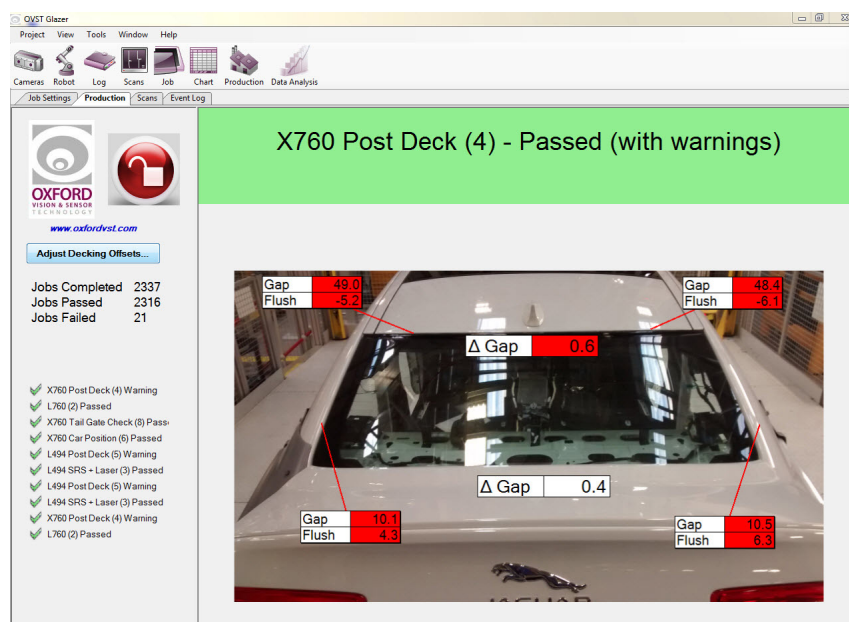 OVST Glazer
Project View Tools Window Help
Cameras Robot Log Scans Job Chart Production Data Analysis
Job Settings Production Scans Event Log
OXFORD
VISION & SENSOR
TECHNOLOGY
www.oxfordvst.com
Adjust Decking Offsets...
Jobs Completed 2337
Jobs Passed 2316
Jobs Failed 21
X760 Post Deck (4) Warning
L760 (2) Passed
X760 Tail Gate Check (8) Pass
X760 Car Position (6) Passed
L494 Post Deck (5) Warning
L494 SRS + Laser (3) Passed
L494 Post Deck (5) Warning
L494 SRS + Laser (3) Passed
X760 Post Deck (4) Warning
L760 (2) Passed
X760 Post Deck (4) - Passed (with warnings)
Gap 49.0
Flush -5.2
Gap 48.4
Flush -6.1
Δ Gap 0.6
Δ Gap 0.4
Gap 10.1
Flush 4.3
Gap 10.5
Flush 6.3
JAGUAR